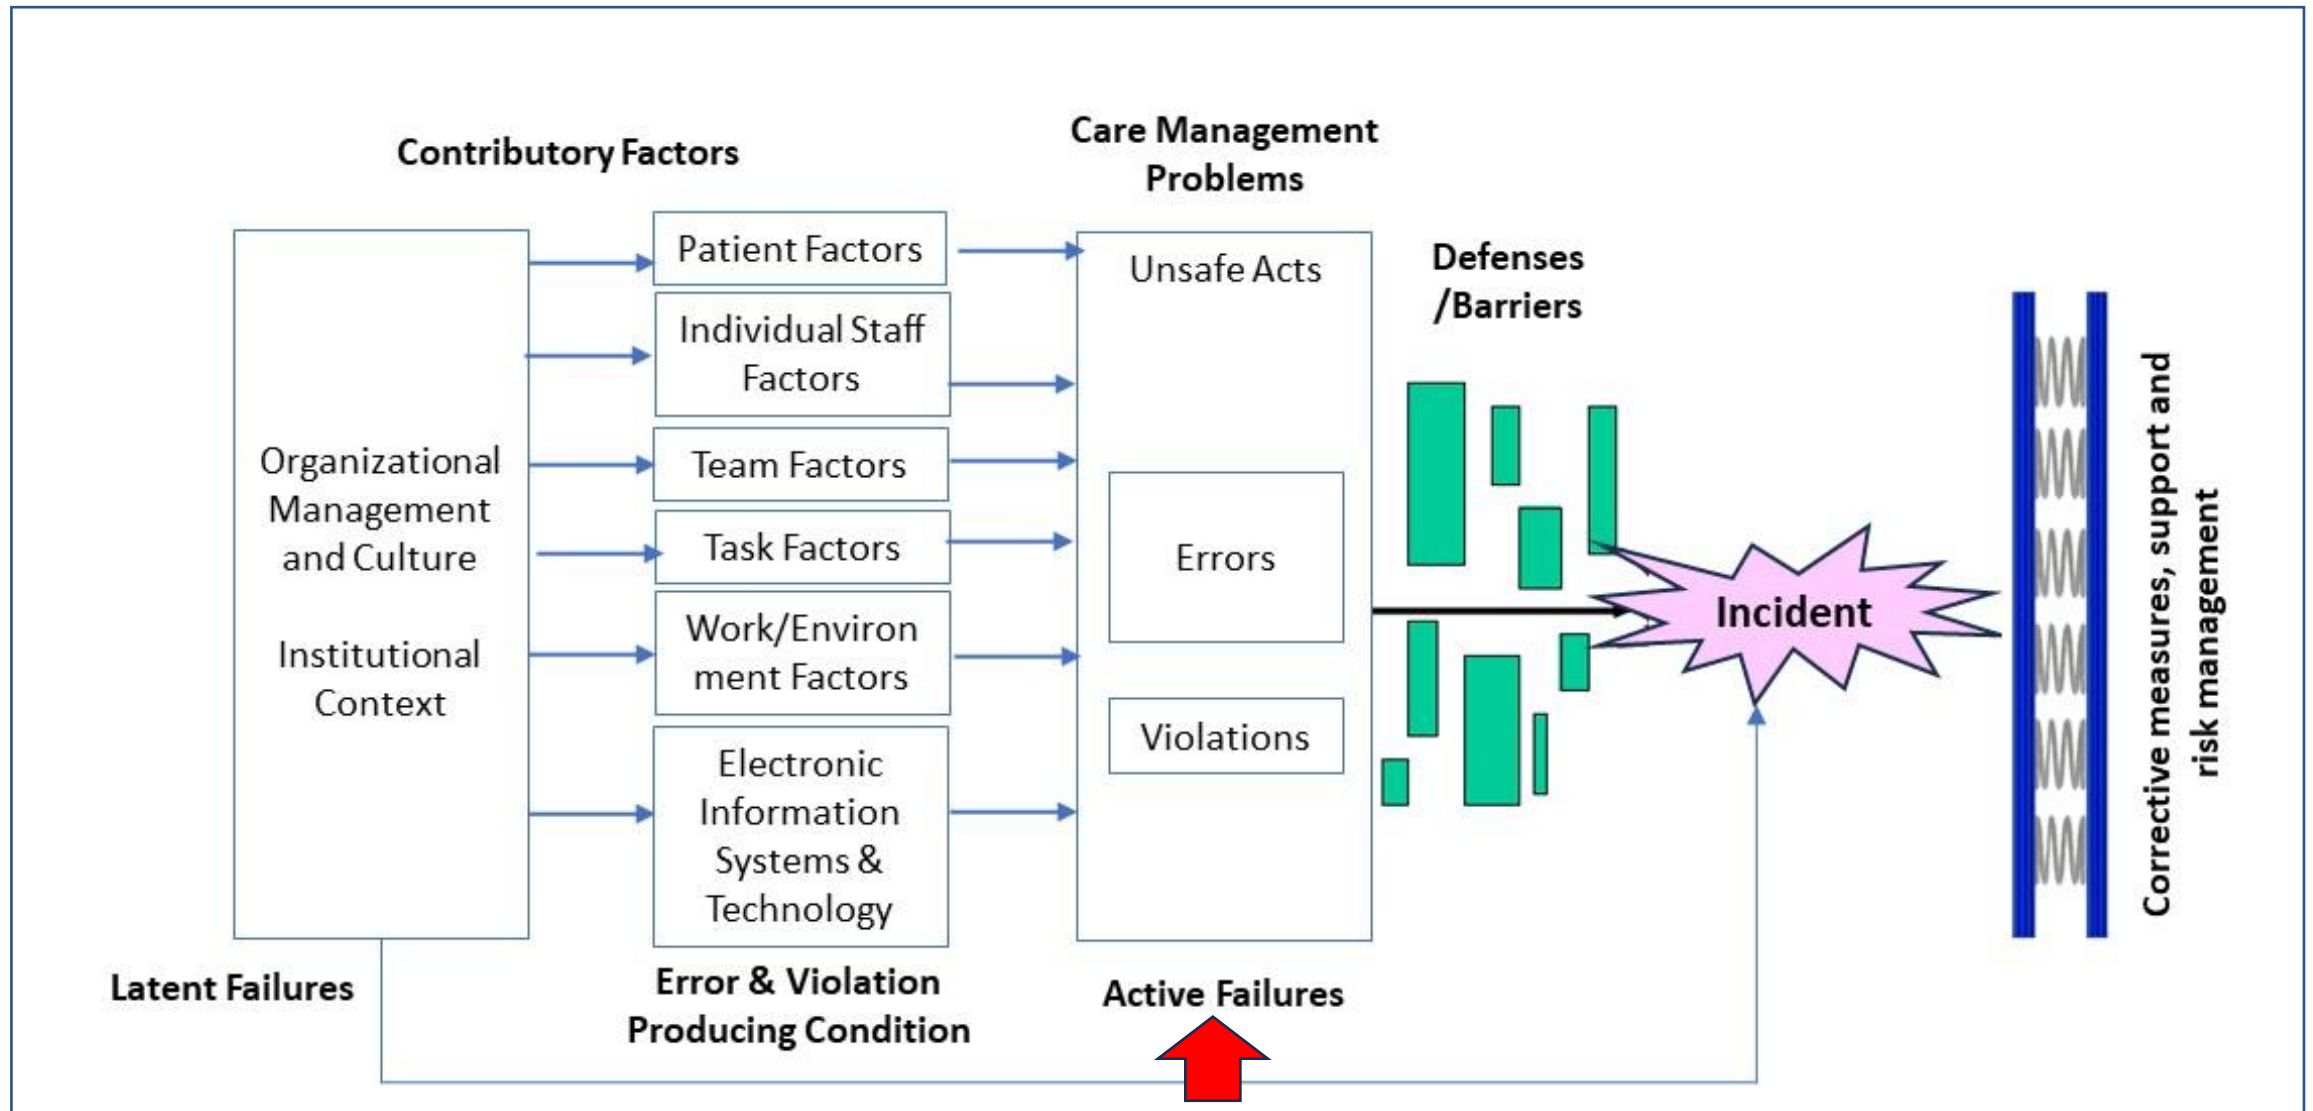 Contributory Factors
Care Management
Problems
Organizational
Management
and Culture
Institutional
Context
Patient Factors
Individual Staff
Factors
Team Factors
Task Factors
Work/Environ
ment Factors
Electronic
Information
Systems &
Technology
Unsafe Acts
Errors
Violations
Defenses
/Barriers
Incident
Corrective measures, support and
risk management
Latent Failures
Error & Violation
Producing Condition
Active Failures